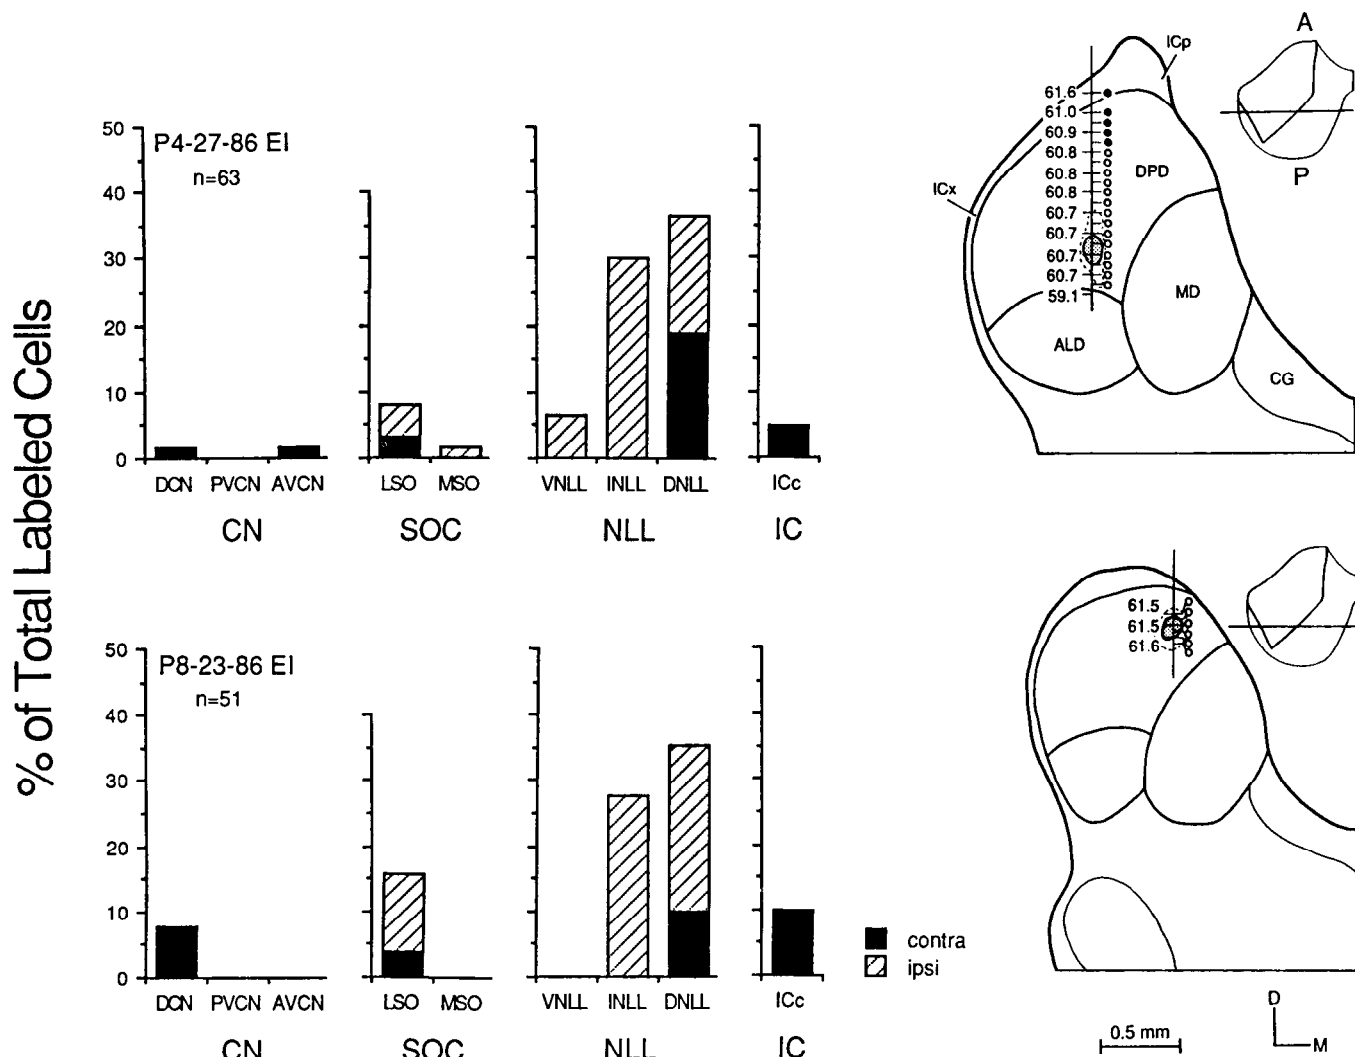 % of Total Labeled Cells
P4-27-86 EI
n=63
50
40
30
20
10
0
DCN PVCN AVCN
LSO MSO
VNLL INLL DNLL
ICc
CN
SOC
NLL
IC
A
P
ICp
ICx
61.6
61.0
60.9
60.8
60.8
60.8
60.7
60.7
60.7
60.7
59.1
DPD
MD
ALD
CG
P8-23-86 EI
n=51
50
40
30
20
10
0
DCN PVCN AVCN
LSO MSO
VNLL INLL DNLL
ICc
CN
SOC
NLL
IC
contra
ipsi
61.5
61.5
61.6
0.5 mm
D
M